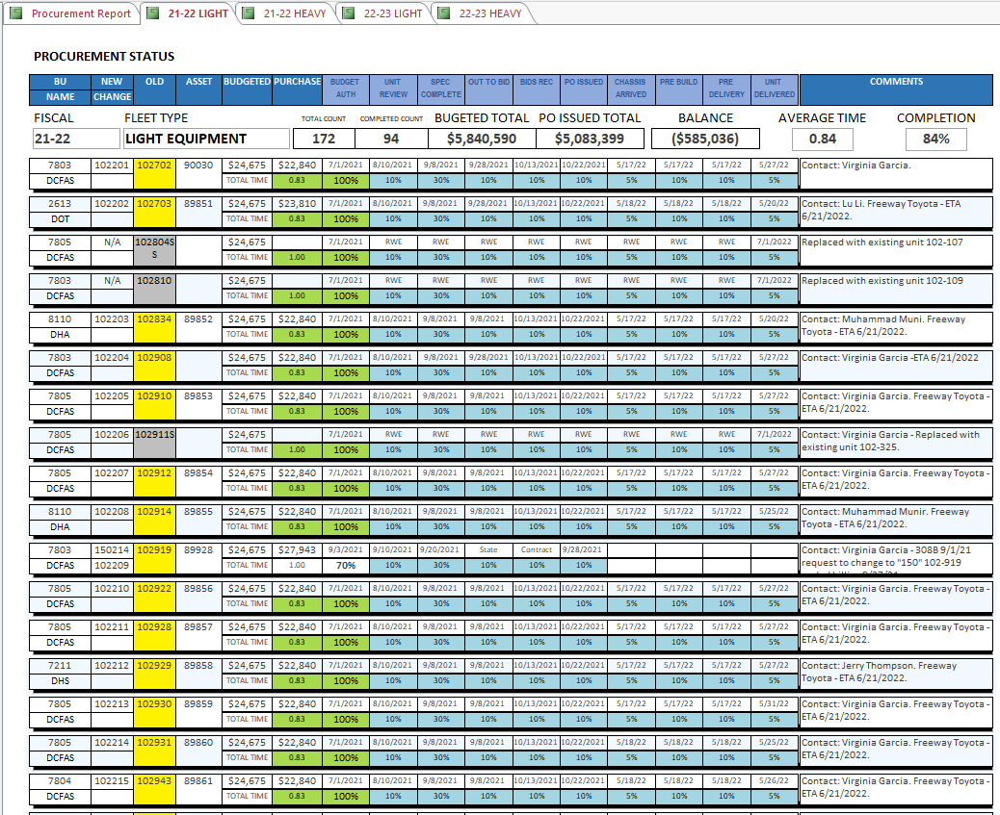 Procurement Report 21-22 LIGHT 21-22 HEAVY 22-23 LIGHT 22-23 HEAVY
PROCUREMENT STATUS
BU NEW OLD ASSET BUDGETED PURCHASE BUDGET UNIT SPEC OUT TO BID BIDS REC PO ISSUED CHASSIS PRE BUILD PRE UNIT COMMENTS
NAME CHANGE AUTH REVIEW COMPLETE ARRIVED DELIVERY DELIVERED
FISCAL FLEET TYPE TOTAL COUNT COMPLETED COUNT BUGETED TOTAL PO ISSUED TOTAL BALANCE AVERAGE TIME COMPLETION
21-22 LIGHT EQUIPMENT 172 94 $5,840,590 $5,083,399 ($585,036) 0.84 84%
7803 102201 102702 90030 $24,675 $22,840 7/1/2021 8/10/2021 9/8/2021 9/28/2021 10/13/2021 10/22/2021 5/17/22 5/17/22 5/17/22 5/27/22 Contact: Virginia Garcia.
DCFAS TOTAL TIME 0.83 100% 10% 30% 10% 10% 10% 5% 10% 10% 5%
2613 102202 102703 89851 $24,675 $23,810 7/1/2021 8/10/2021 9/8/2021 9/28/2021 10/13/2021 10/22/2021 5/18/22 5/18/22 5/18/22 5/20/22 Contact: Lu Li. Freeway Toyota - ETA
DOT TOTAL TIME 0.83 100% 10% 30% 10% 10% 10% 5% 10% 10% 5% 6/21/2022.
7805 N/A 102804S $24,675 7/1/2021 RWE RWE RWE RWE RWE RWE RWE RWE 7/1/2022 Replaced with existing unit 102-107
DCFAS S TOTAL TIME 1.00 100% 10% 30% 10% 10% 10% 5% 10% 10% 5%
7803 N/A 102810 $24,675 7/1/2021 RWE RWE RWE RWE RWE RWE RWE RWE 7/1/2022 Replaced with existing unit 102-109
DCFAS TOTAL TIME 1.00 100% 10% 30% 10% 10% 10% 5% 10% 10% 5%
8110 102203 102834 89852 $24,675 $22,840 7/1/2021 8/10/2021 9/8/2021 9/8/2021 10/13/2021 10/22/2021 5/17/22 5/17/22 5/17/22 5/20/22 Contact: Muhammad Muni. Freeway
DHA TOTAL TIME 0.83 100% 10% 30% 10% 10% 10% 5% 10% 10% 5% Toyota - ETA 6/21/2022.
7803 102204 102908 $24,675 $22,840 7/1/2021 8/10/2021 9/8/2021 9/28/2021 10/13/2021 10/22/2021 5/17/22 5/17/22 5/17/22 5/27/22 Contact: Virginia Garcia -ETA 6/21/2022
DCFAS TOTAL TIME 0.83 100% 10% 30% 10% 10% 10% 5% 10% 10% 5%
7805 102205 102910 89853 $24,675 $22,840 7/1/2021 8/10/2021 9/8/2021 9/8/2021 10/13/2021 10/22/2021 5/17/22 5/17/22 5/17/22 5/27/22 Contact: Virginia Garcia. Freeway Toyota -
DCFAS TOTAL TIME 0.83 100% 10% 30% 10% 10% 10% 5% 10% 10% 5% ETA 6/21/2022.
7805 102206 102911S $24,675 7/1/2021 RWE RWE RWE RWE RWE RWE RWE RWE 7/1/2022 Contact: Virginia Garcia - Replaced with
DCFAS TOTAL TIME 1.00 100% 10% 30% 10% 10% 10% 5% 10% 10% 5% existing unit 102-325.
7805 102207 102912 89854 $24,675 $22,840 7/1/2021 8/10/2021 9/8/2021 9/8/2021 10/13/2021 10/22/2021 5/17/22 5/17/22 5/17/22 5/27/22 Contact: Virginia Garcia. Freeway Toyota -
DCFAS TOTAL TIME 0.83 100% 10% 30% 10% 10% 10% 5% 10% 10% 5% ETA 6/21/2022.
8110 102208 102914 89855 $24,675 $22,840 7/1/2021 8/10/2021 9/8/2021 9/8/2021 10/13/2021 10/22/2021 5/17/22 5/17/22 5/17/22 5/25/22 Contact: Muhammad Munir. Freeway
DHA TOTAL TIME 0.83 100% 10% 30% 10% 10% 10% 5% 10% 10% 5% Toyota - ETA 6/21/2022.
7803 150214 102919 89928 $24,675 $27,943 9/3/2021 9/10/2021 9/20/2021 State Contract 9/28/2021 Contact: Virginia Garcia - 308B 9/1/21
DCFAS 102209 TOTAL TIME 1.00 70% 10% 30% 10% 10% 10% request to change to "150" 102-919
7805 102210 102922 89856 $24,675 $22,840 7/1/2021 8/10/2021 9/8/2021 9/8/2021 10/13/2021 10/22/2021 5/17/22 5/17/22 5/17/22 5/27/22 Contact: Virginia Garcia. Freeway Toyota -
DCFAS TOTAL TIME 0.83 100% 10% 30% 10% 10% 10% 5% 10% 10% 5% ETA 6/21/2022.
7805 102211 102928 89857 $24,675 $22,840 7/1/2021 8/10/2021 9/8/2021 9/8/2021 10/13/2021 10/22/2021 5/17/22 5/17/22 5/17/22 5/27/22 Contact: Virginia Garcia. Freeway Toyota -
DCFAS TOTAL TIME 0.83 100% 10% 30% 10% 10% 10% 5% 10% 10% 5% ETA 6/21/2022.
7211 102212 102929 89858 $24,675 $22,840 7/1/2021 8/10/2021 9/8/2021 9/8/2021 10/13/2021 10/22/2021 5/17/22 5/17/22 5/17/22 5/27/22 Contact: Jerry Thompson. Freeway
DHS TOTAL TIME 0.83 100% 10% 30% 10% 10% 10% 5% 10% 10% 5% Toyota - ETA 6/21/2022.
7805 102213 102930 89859 $24,675 $22,840 7/1/2021 8/10/2021 9/8/2021 9/8/2021 10/13/2021 10/22/2021 5/17/22 5/17/22 5/17/22 5/31/22 Contact: Virginia Garcia. Freeway Toyota -
DCFAS TOTAL TIME 0.83 100% 10% 30% 10% 10% 10% 5% 10% 10% 5% ETA 6/21/2022.
7805 102214 102931 89860 $24,675 $22,840 7/1/2021 8/10/2021 9/8/2021 9/8/2021 10/13/2021 10/22/2021 5/18/22 5/18/22 5/18/22 5/25/22 Contact: Virginia Garcia. Freeway Toyota -
DCFAS TOTAL TIME 0.83 100% 10% 30% 10% 10% 10% 5% 10% 10% 5% ETA 6/21/2022.
7804 102215 102943 89861 $24,675 $22,840 7/1/2021 8/10/2021 9/8/2021 9/8/2021 10/13/2021 10/22/2021 5/18/22 5/18/22 5/18/22 5/26/22 Contact: Virginia Garcia. Freeway Toyota -
DCFAS TOTAL TIME 0.83 100% 10% 30% 10% 10% 10% 5% 10% 10% 5% ETA 6/21/2022.